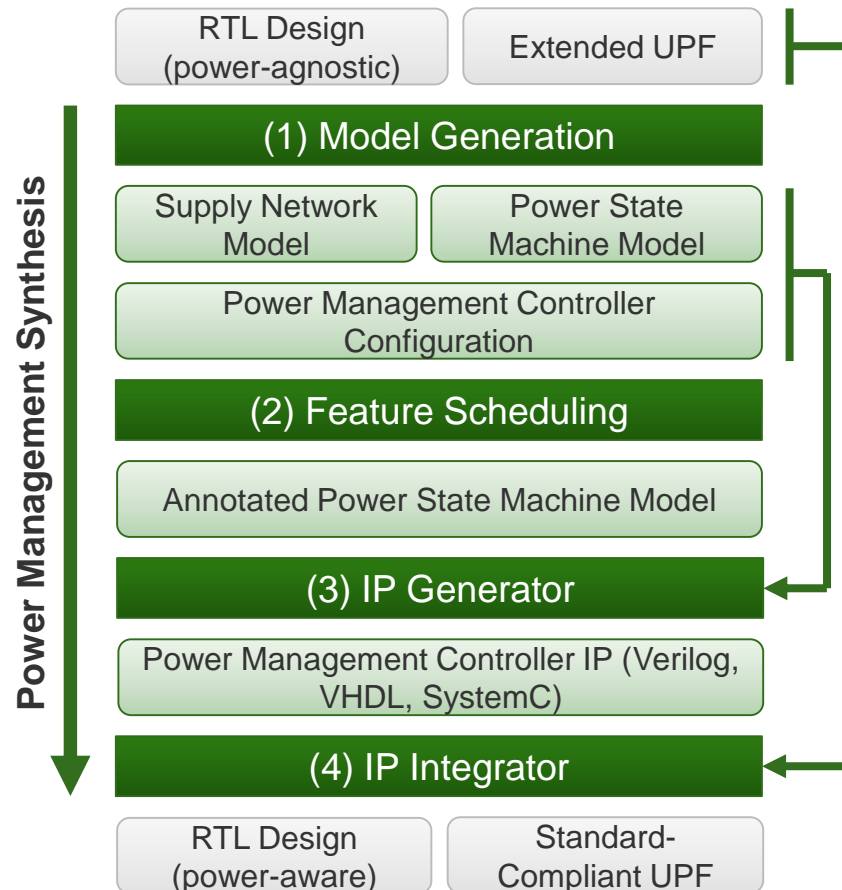 RTL Design
(power-agnostic)
Extended UPF
(1) Model Generation
Supply Network
Model
Power State
Machine Model
Power Management Controller
Configuration
(2) Feature Scheduling
Annotated Power State Machine Model
(3) IP Generator
Power Management Controller IP (Verilog,
VHDL, SystemC)
(4) IP Integrator
RTL Design
(power-aware)
Standard-
Compliant UPF
Power Management Synthesis